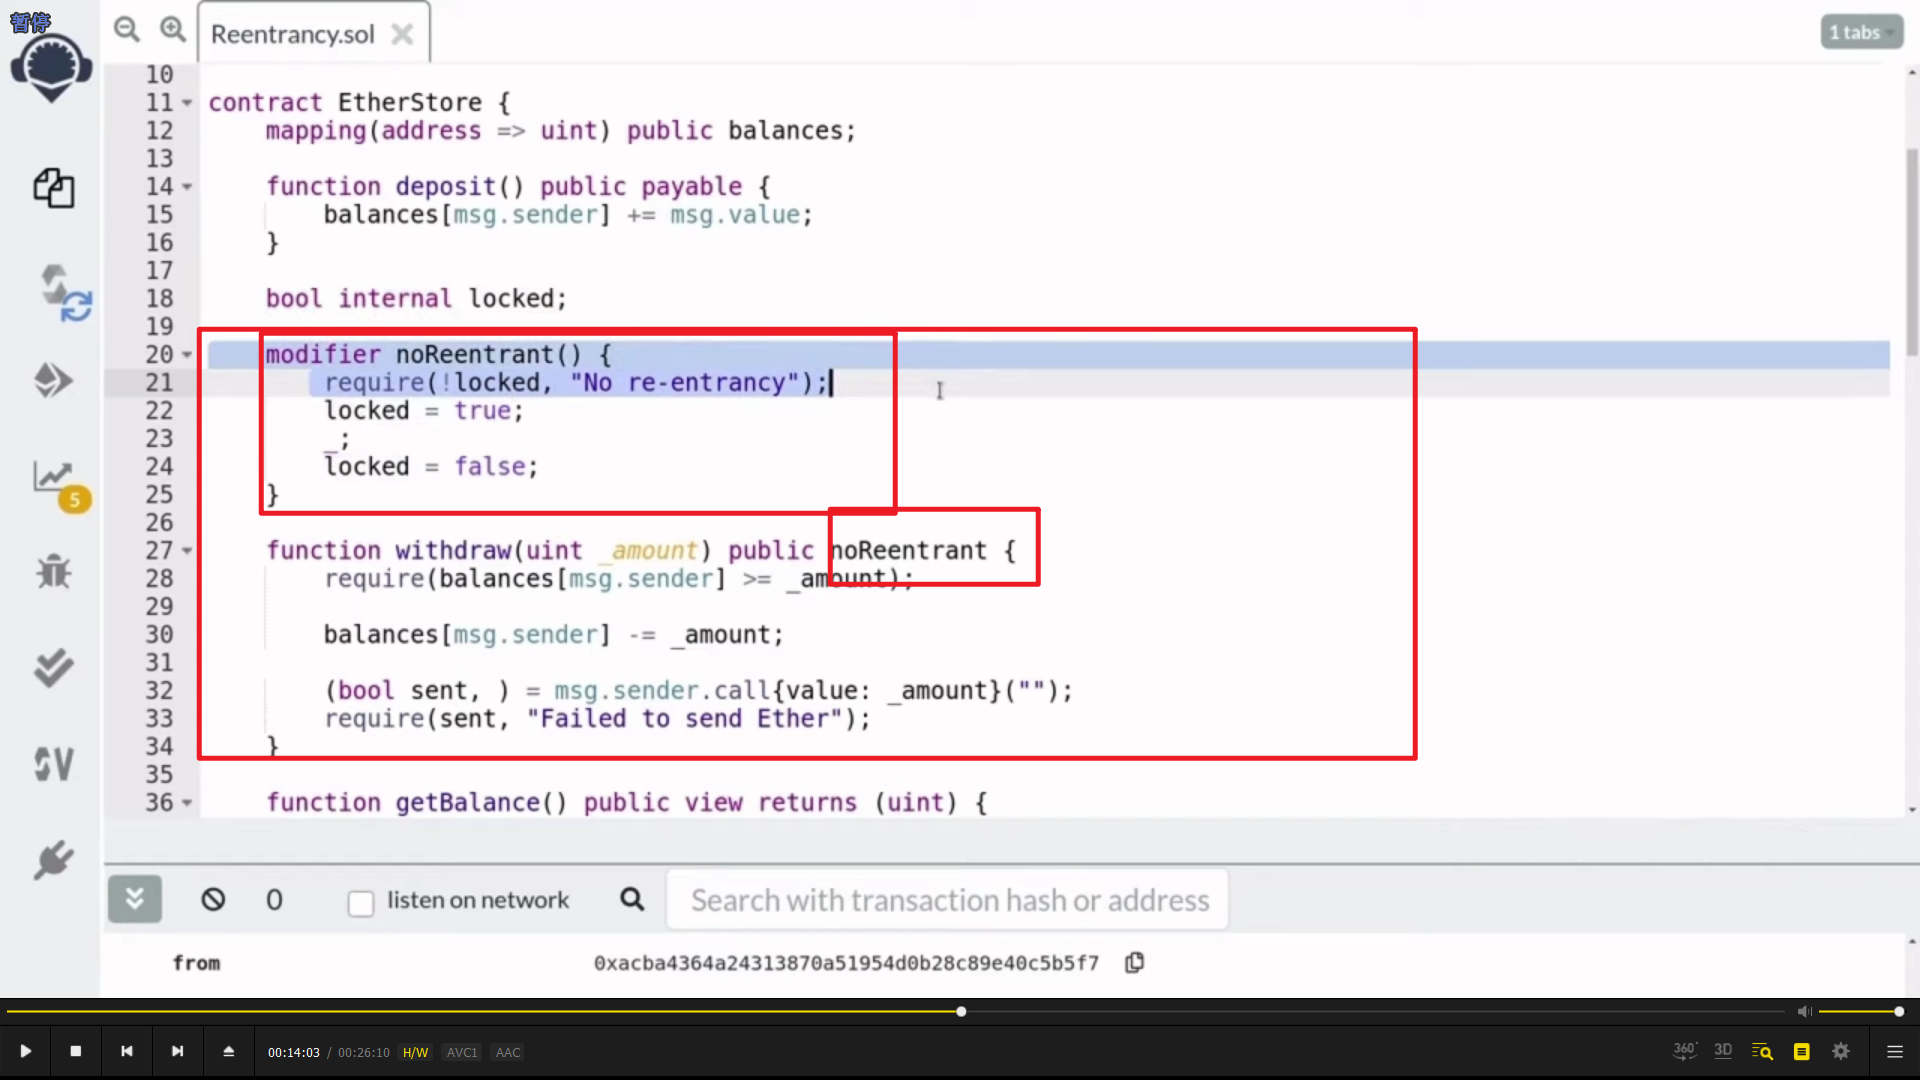 暂停
Reentrancy.sol
1 tabs
10
11 contract EtherStore {
12 mapping(address => uint) public balances;
13
14 function deposit() public payable {
15 balances[msg.sender] += msg.value;
16 }
17
18 bool internal locked;
19
20 modifier noReentrant() {
21 require(!locked, "No re-entrancy");
22 locked = true;
23 _;
24 locked = false;
25 }
26
27 function withdraw(uint _amount) public noReentrant {
28 require(balances[msg.sender] >= _amount);
29
30 balances[msg.sender] -= _amount;
31
32 (bool sent, ) = msg.sender.call{value: _amount}("");
33 require(sent, "Failed to send Ether");
34 }
35
36 function getBalance() public view returns (uint) {
5
SV
0 listen on network Search with transaction hash or address
from 0xacba4364a24313870a51954d0b28c89e40c5b5f7
00:14:03 / 00:26:10 H/W AVC1 AAC 360° 3D